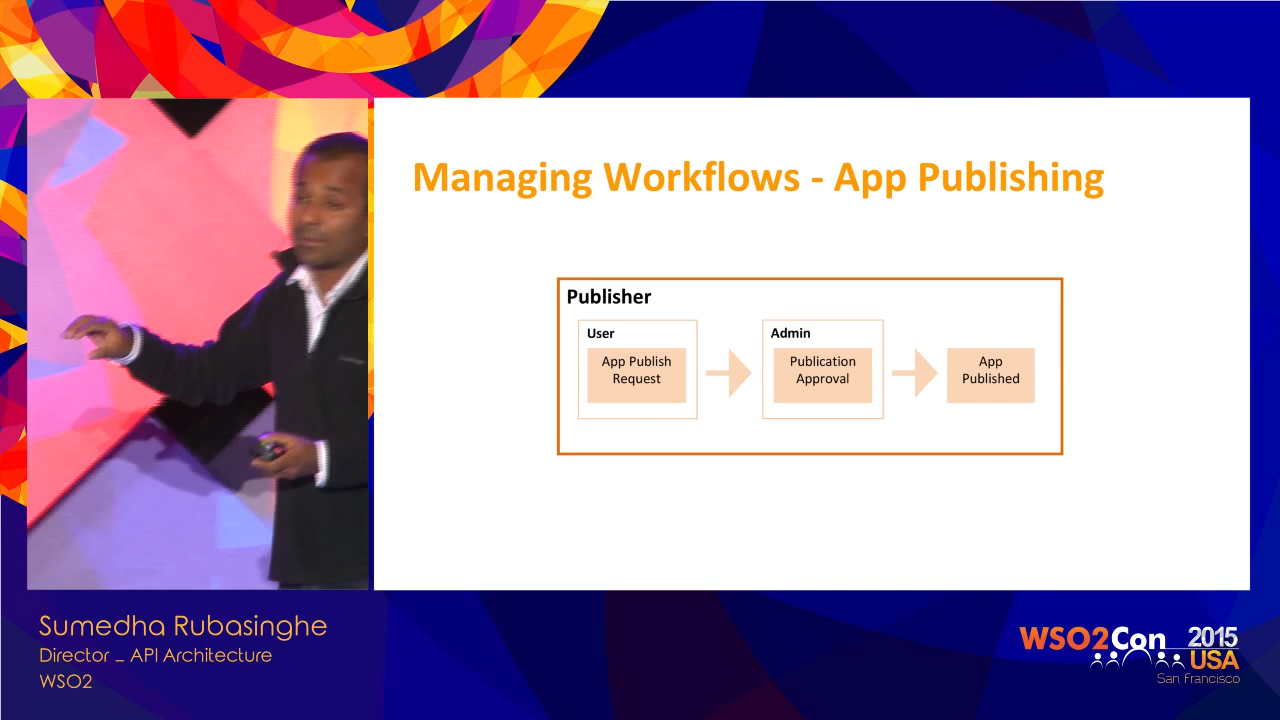 Managing Workflows - App Publishing
Publisher
User
App Publish
Request
Admin
Publication
Approval
App
Published
Sumedha Rubasinghe
Director _ API Architecture
WSO2
WSO2Con 2015
USA
San Francisco